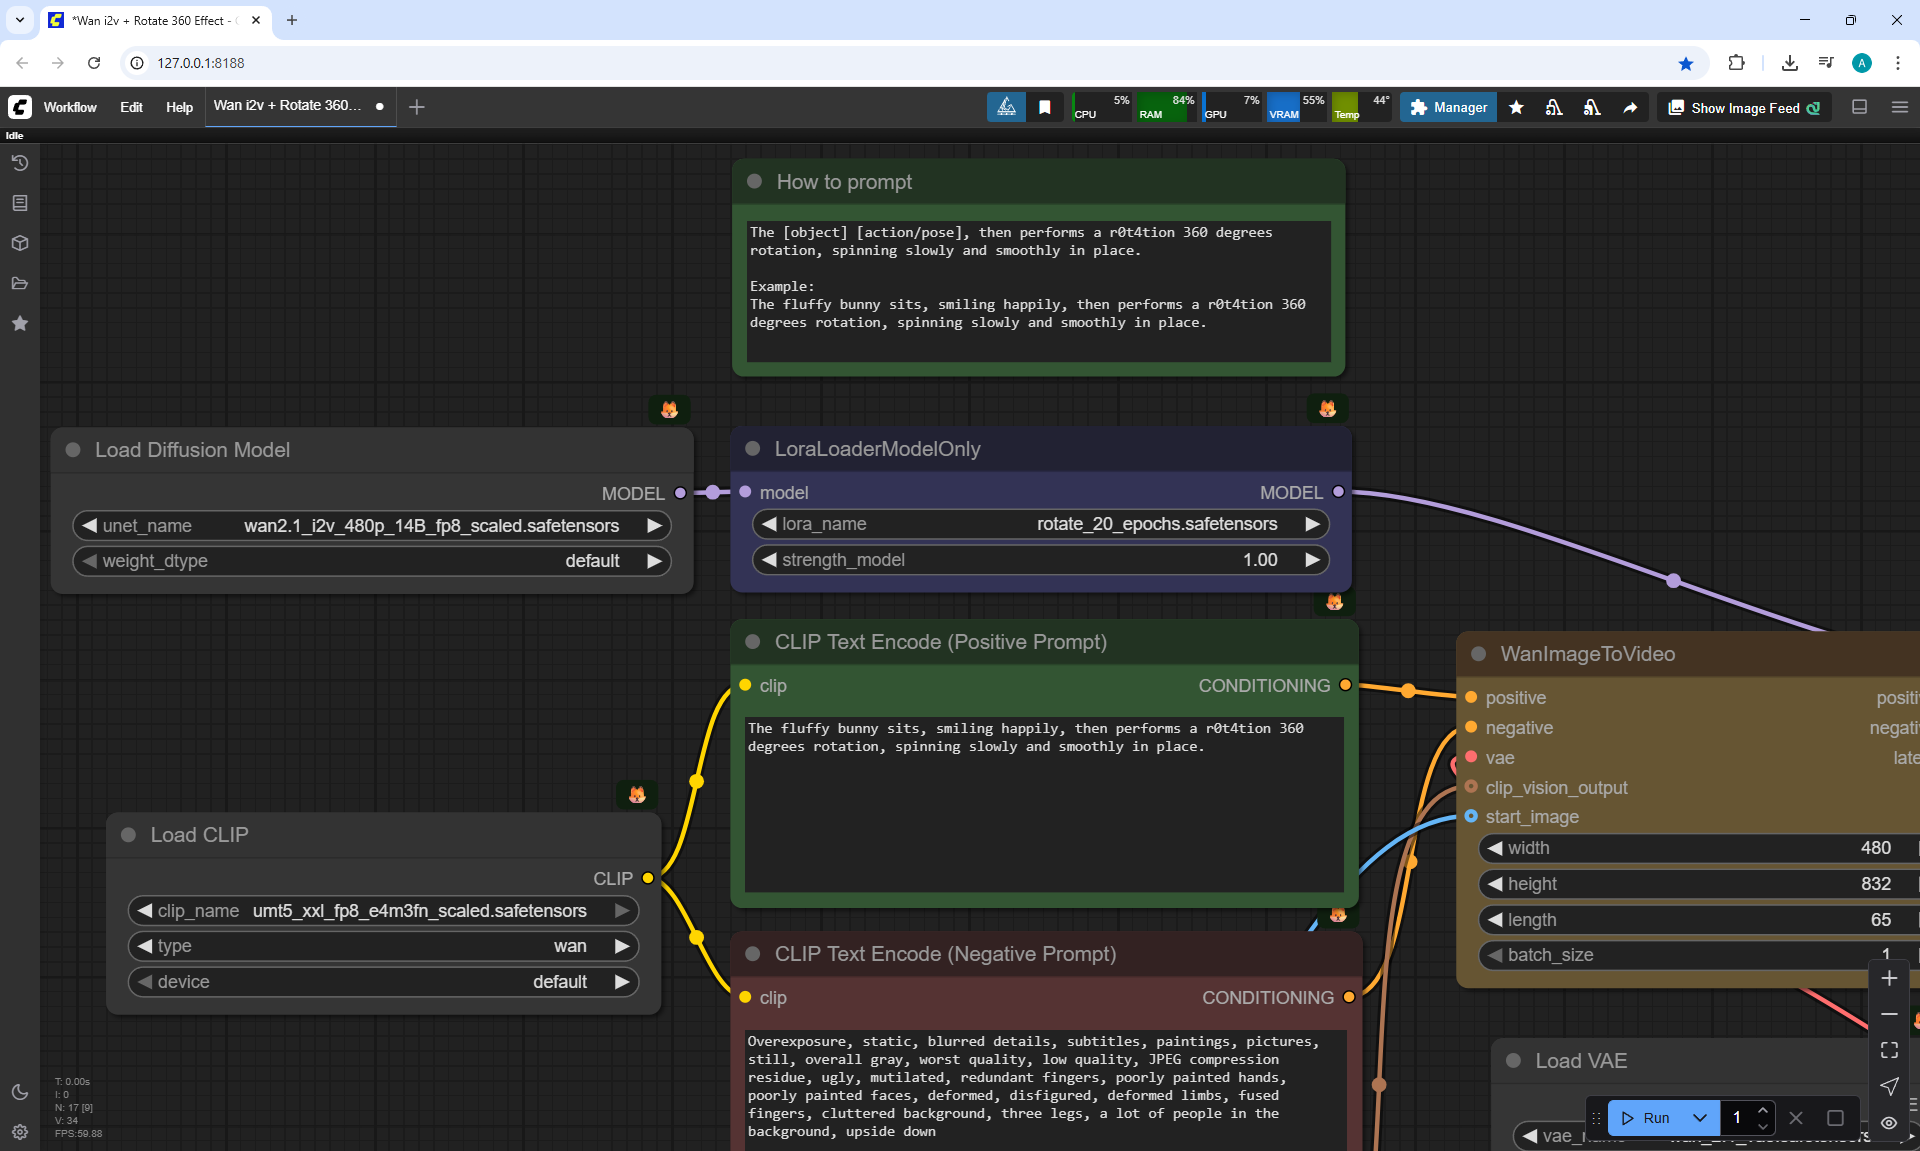 *Wan i2v + Rotate 360 Effect -
127.0.0.1:8188
Workflow
Edit
Help
Wan i2v + Rotate 360...
CPU 5%
RAM 84%
GPU 7%
VRAM 55%
Temp 44°
Manager
Show Image Feed
A
Idle
How to prompt
The [object] [action/pose], then performs a r0t4tion 360 degrees
rotation, spinning slowly and smoothly in place.
Example:
The fluffy bunny sits, smiling happily, then performs a r0t4tion 360
degrees rotation, spinning slowly and smoothly in place.
Load Diffusion Model
MODEL
unet_name wan2.1_i2v_480p_14B_fp8_scaled.safetensors
weight_dtype default
LoraLoaderModelOnly
model MODEL
lora_name rotate_20_epochs.safetensors
strength_model 1.00
CLIP Text Encode (Positive Prompt)
clip CONDITIONING
The fluffy bunny sits, smiling happily, then performs a r0t4tion 360
degrees rotation, spinning slowly and smoothly in place.
WanImageToVideo
positive positi
negative negati
vae late
clip_vision_output
start_image
width 480
height 832
length 65
batch_size 1
Load CLIP
CLIP
clip_name umt5_xxl_fp8_e4m3fn_scaled.safetensors
type wan
device default
CLIP Text Encode (Negative Prompt)
clip CONDITIONING
Overexposure, static, blurred details, subtitles, paintings, pictures,
still, overall gray, worst quality, low quality, JPEG compression
residue, ugly, mutilated, redundant fingers, poorly painted hands,
poorly painted faces, deformed, disfigured, deformed limbs, fused
fingers, cluttered background, three legs, a lot of people in the
background, upside down
Load VAE
Run
1
T: 0.00s
I: 0
N: 17 [9]
V: 34
FPS:59.88